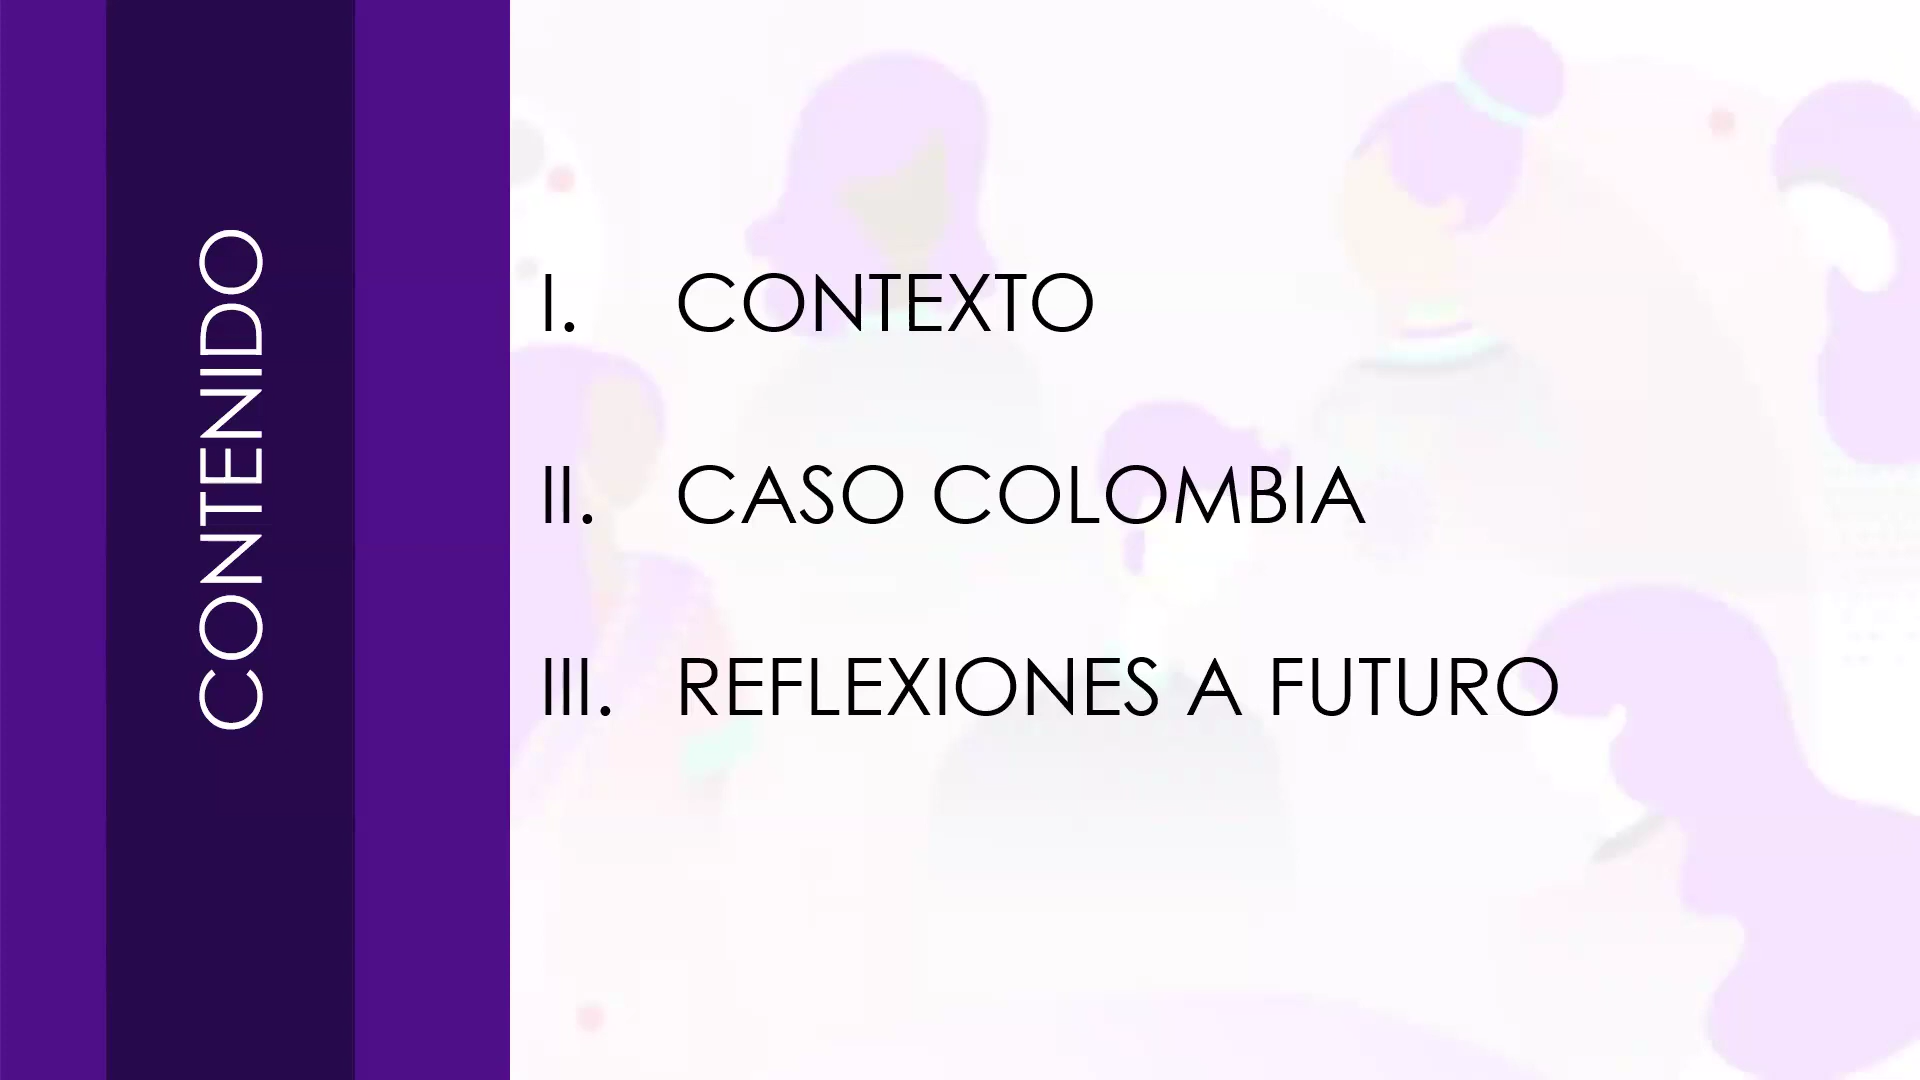 CONTENIDO
I. CONTEXTO
II. CASO COLOMBIA
III. REFLEXIONES A FUTURO